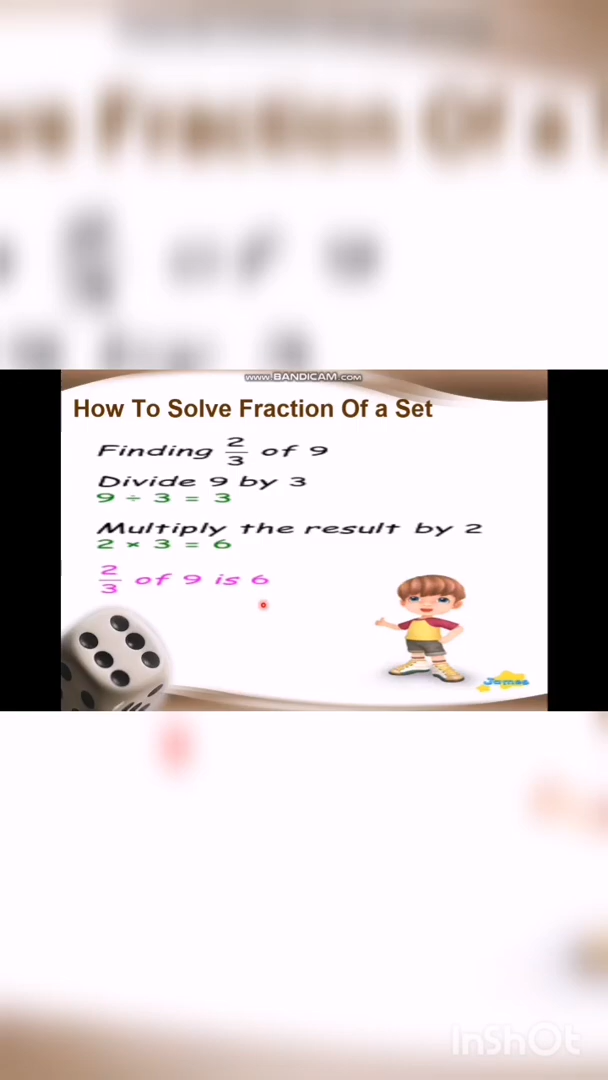 www.BANDICAM.com
How To Solve Fraction Of a Set
Finding 2/3 of 9
Divide 9 by 3
9 ÷ 3 = 3
Multiply the result by 2
2 × 3 = 6
2/3 of 9 is 6
James
InShOt